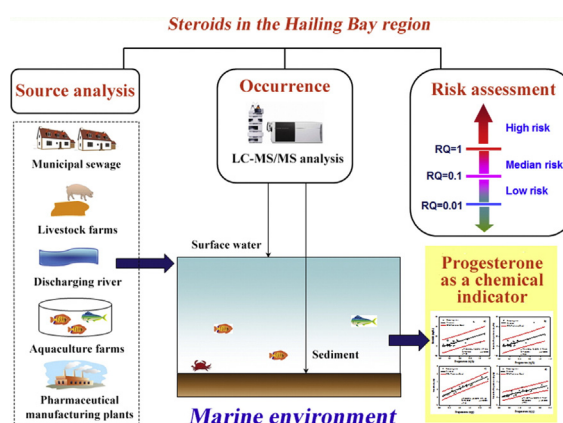 Steroids in the Hailing Bay region
Source analysis
Municipal sewage
Livestock farms
Discharging river
Aquaculture farms
Pharmaceutical
manufacturing plants
Occurrence
LC-MS/MS analysis
Surface water
Sediment
Marine environment
Risk assessment
High risk
RQ=1
Median risk
RQ=0.1
Low risk
RQ=0.01
Progesterone
as a chemical
indicator